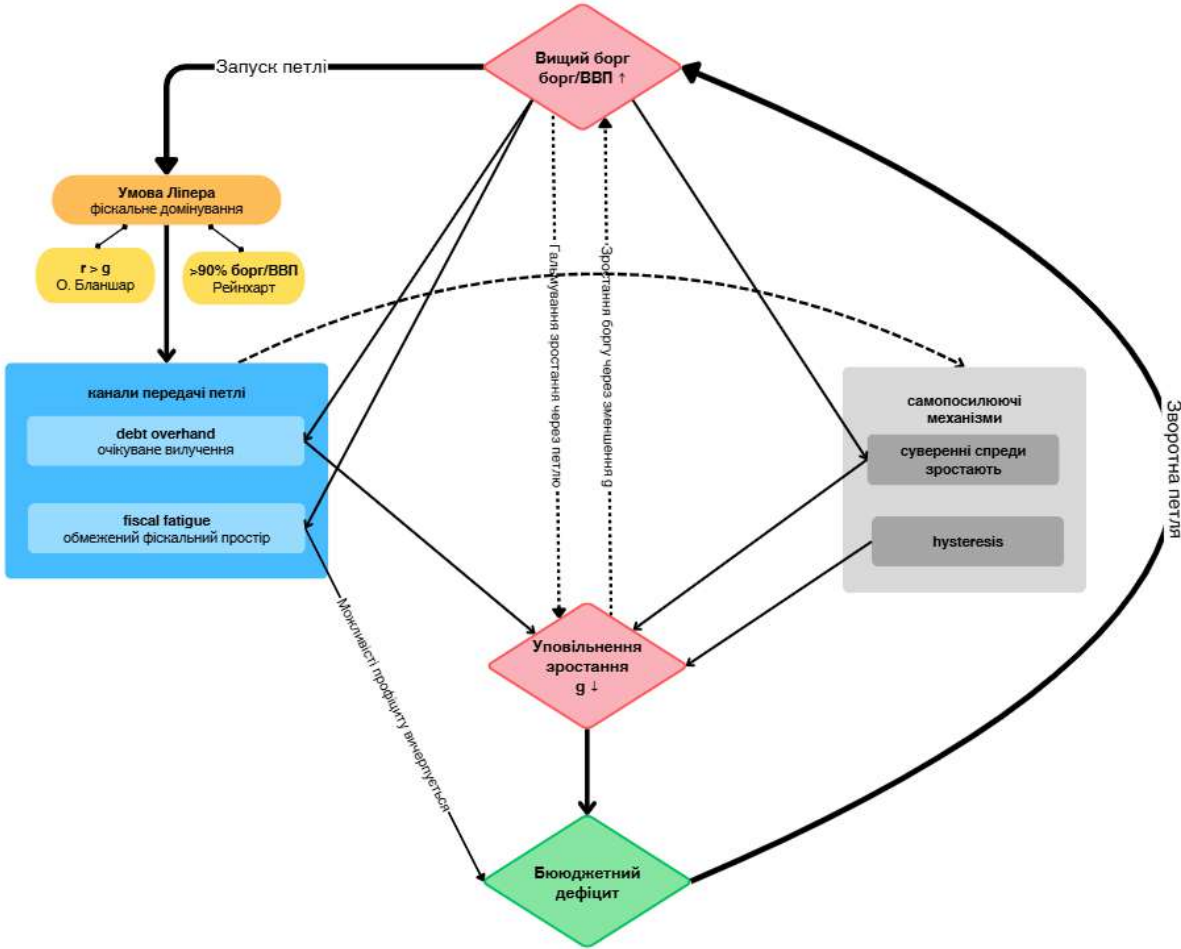 Вищий борг
борг/ВВП ↑
Запуск петлі
Умова Ліпера
фіскальне домінування
r > g
О. Бланшар
>90% борг/ВВП
Рейнхарт
Гальмування зростання через петлю
Зростання боргу через зменшення g
канали передачі петлі
debt overhand
очікуване вилучення
fiscal fatigue
обмежений фіскальний простір
самопосилюючі
механізми
суверенні спреди
зростають
hysteresis
Зворотна петля
Можливісті профіциту вичерпується
Уповільнення
зростання
g ↓
Бююджетний
дефіцит